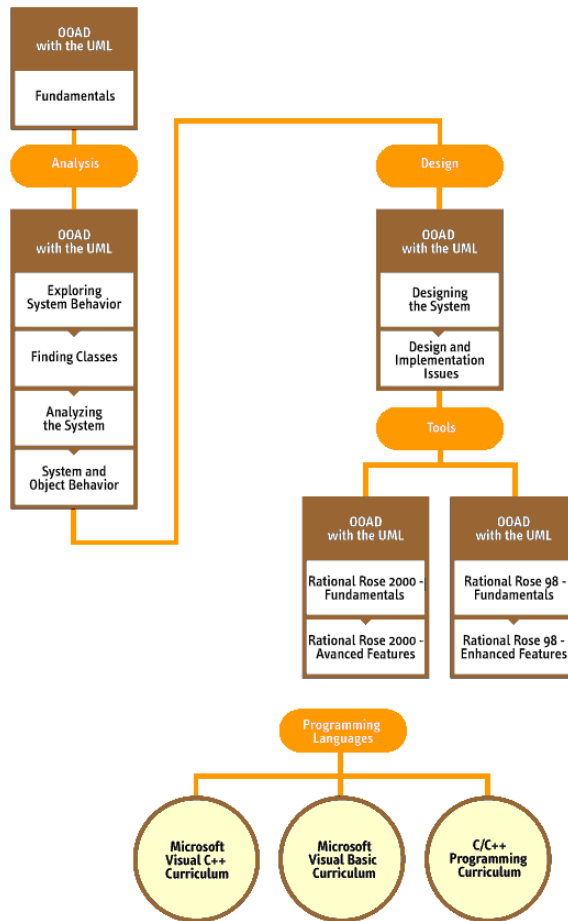 OOAD
with the UML
Fundamentals
Analysis
OOAD
with the UML
Exploring
System Behavior
Finding Classes
Analyzing
the System
System and
Object Behavior
Design
OOAD
with the UML
Designing
the System
Design and
Implementation
Issues
Tools
OOAD
with the UML
Rational Rose 2000 -
Fundamentals
Rational Rose 2000 -
Avanced Features
OOAD
with the UML
Rational Rose 98 -
Fundamentals
Rational Rose 98 -
Enhanced Features
Programming
Languages
Microsoft
Visual C++
Curriculum
Microsoft
Visual Basic
Curriculum
C/C++
Programming
Curriculum